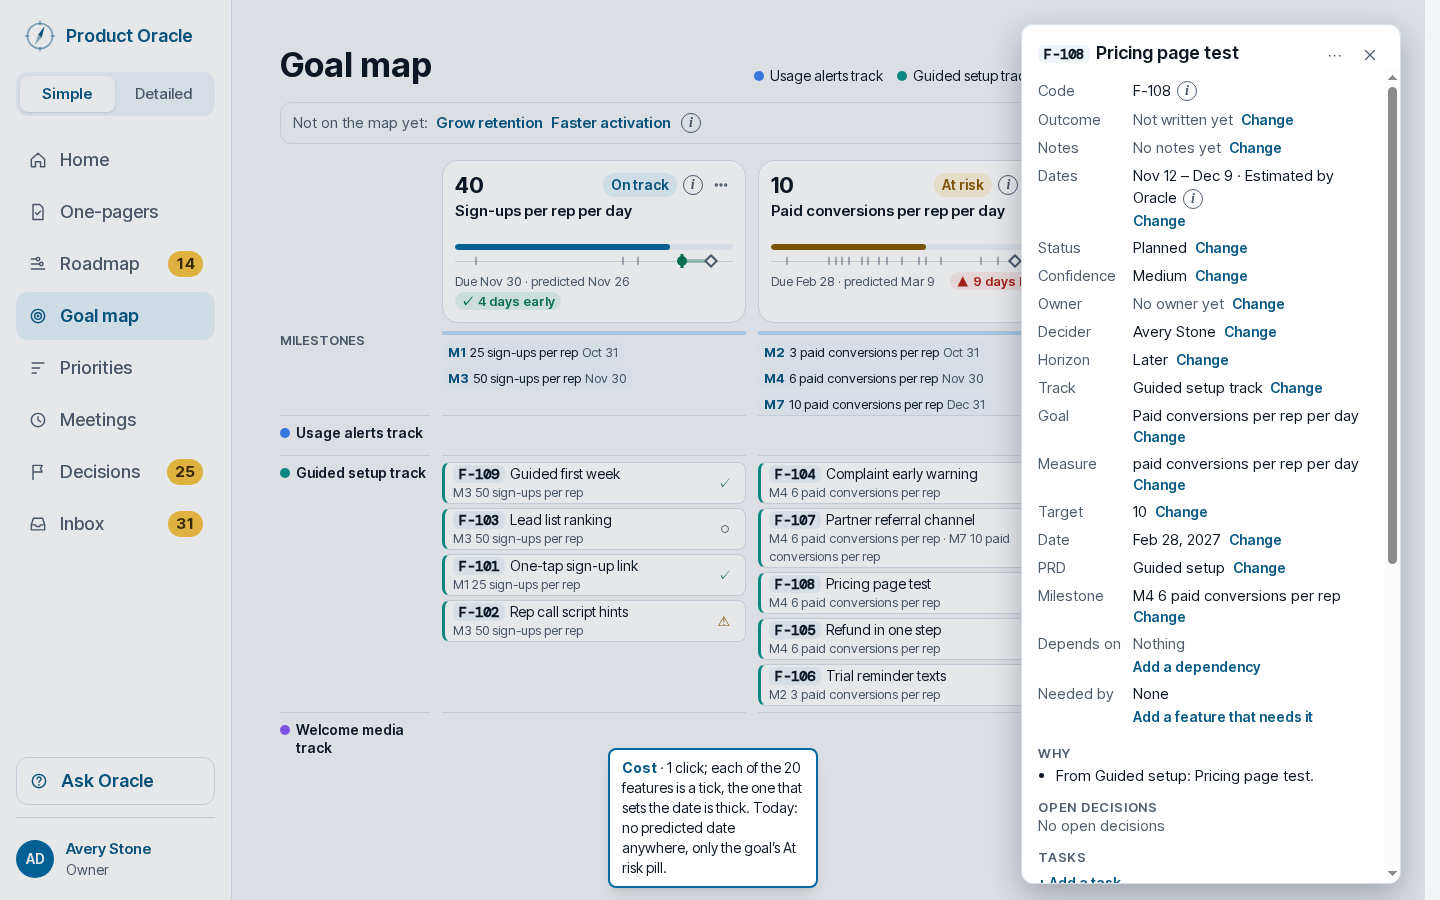 Product Oracle
Simple
Detailed
Home
One-pagers
Roadmap
14
Goal map
Priorities
Meetings
Decisions
25
Inbox
31
Ask Oracle
AD
Avery Stone
Owner
Goal map
Usage alerts track
Guided setup trac
Not on the map yet: Grow retention Faster activation i
40
On track
i
Sign-ups per rep per day
Due Nov 30 · predicted Nov 26
✓ 4 days early
10
At risk
i
Paid conversions per rep per day
Due Feb 28 · predicted Mar 9
▲ 9 days
MILESTONES
M1 25 sign-ups per rep Oct 31
M3 50 sign-ups per rep Nov 30
M2 3 paid conversions per rep Oct 31
M4 6 paid conversions per rep Nov 30
M7 10 paid conversions per rep Dec 31
Usage alerts track
Guided setup track
F-109 Guided first week
M3 50 sign-ups per rep
✓
F-103 Lead list ranking
M3 50 sign-ups per rep
F-101 One-tap sign-up link
M1 25 sign-ups per rep
✓
F-102 Rep call script hints
M3 50 sign-ups per rep
⚠
F-104 Complaint early warning
M4 6 paid conversions per rep
F-107 Partner referral channel
M4 6 paid conversions per rep · M7 10 paid
conversions per rep
F-108 Pricing page test
M4 6 paid conversions per rep
F-105 Refund in one step
M4 6 paid conversions per rep
F-106 Trial reminder texts
M2 3 paid conversions per rep
Welcome media
track
Cost · 1 click; each of the 20
features is a tick, the one that
sets the date is thick. Today:
no predicted date
anywhere, only the goal's At
risk pill.
F-108 Pricing page test
Code F-108 i
Outcome Not written yet Change
Notes No notes yet Change
Dates Nov 12 – Dec 9 · Estimated by
Oracle i
Change
Status Planned Change
Confidence Medium Change
Owner No owner yet Change
Decider Avery Stone Change
Horizon Later Change
Track Guided setup track Change
Goal Paid conversions per rep per day
Change
Measure paid conversions per rep per day
Change
Target 10 Change
Date Feb 28, 2027 Change
PRD Guided setup Change
Milestone M4 6 paid conversions per rep
Change
Depends on Nothing
Add a dependency
Needed by None
Add a feature that needs it
WHY
• From Guided setup: Pricing page test.
OPEN DECISIONS
No open decisions
TASKS
+ Add a task